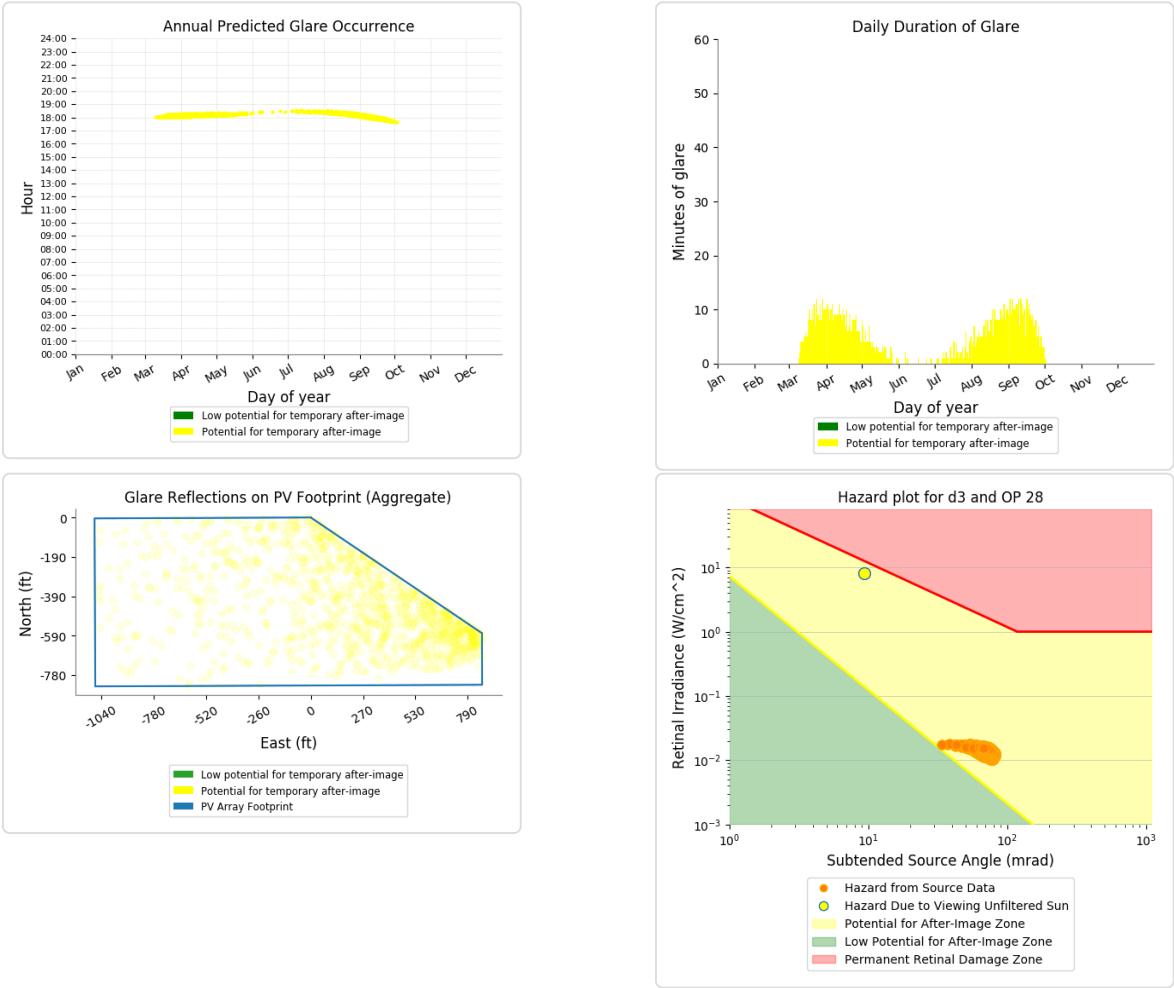 Annual Predicted Glare Occurrence
24:00
23:00
22:00
21:00
20:00
19:00
18:00
17:00
16:00
15:00
14:00
13:00
12:00
11:00
10:00
09:00
08:00
07:00
06:00
05:00
04:00
03:00
02:00
01:00
00:00
Hour
Jan Feb Mar Apr May Jun Jul Aug Sep Oct Nov Dec
Day of year
Low potential for temporary after-image
Potential for temporary after-image
Daily Duration of Glare
60
50
40
30
20
10
0
Minutes of glare
Jan Feb Mar Apr May Jun Jul Aug Sep Oct Nov Dec
Day of year
Low potential for temporary after-image
Potential for temporary after-image
Glare Reflections on PV Footprint (Aggregate)
0
-190
-390
-590
-780
North (ft)
-1040 -780 -520 -260 0 270 530 790
East (ft)
Low potential for temporary after-image
Potential for temporary after-image
PV Array Footprint
Hazard plot for d3 and OP 28
10^1
10^0
10^-1
10^-2
10^-3
Retinal Irradiance (W/cm^2)
10^0 10^1 10^2 10^3
Subtended Source Angle (mrad)
Hazard from Source Data
Hazard Due to Viewing Unfiltered Sun
Potential for After-Image Zone
Low Potential for After-Image Zone
Permanent Retinal Damage Zone